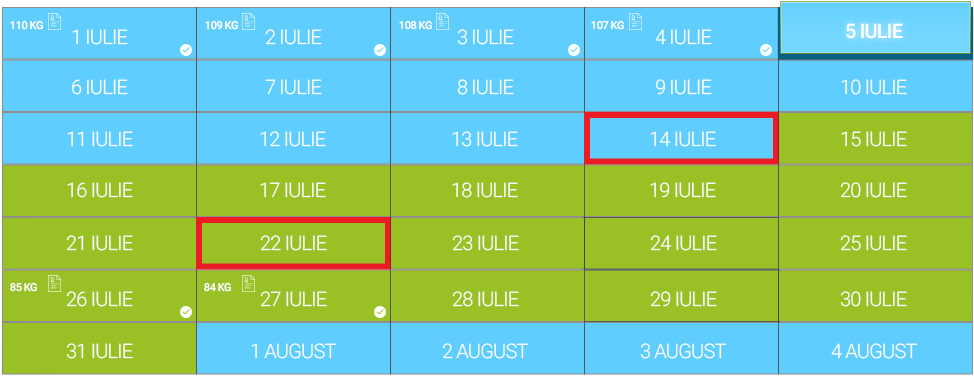 110 KG
1 IULIE
109 KG
2 IULIE
108 KG
3 IULIE
107 KG
4 IULIE
5 IULIE
6 IULIE
7 IULIE
8 IULIE
9 IULIE
10 IULIE
11 IULIE
12 IULIE
13 IULIE
14 IULIE
15 IULIE
16 IULIE
17 IULIE
18 IULIE
19 IULIE
20 IULIE
21 IULIE
22 IULIE
23 IULIE
24 IULIE
25 IULIE
85 KG
26 IULIE
84 KG
27 IULIE
28 IULIE
29 IULIE
30 IULIE
31 IULIE
1 AUGUST
2 AUGUST
3 AUGUST
4 AUGUST